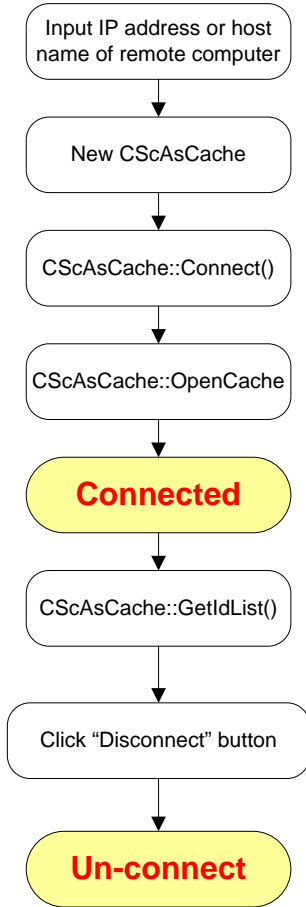 Input IP address or host
name of remote computer
New CScAsCache
CScAsCache::Connect()
CScAsCache::OpenCache
Connected
CScAsCache::GetIdList()
Click “Disconnect” button
Un-connect